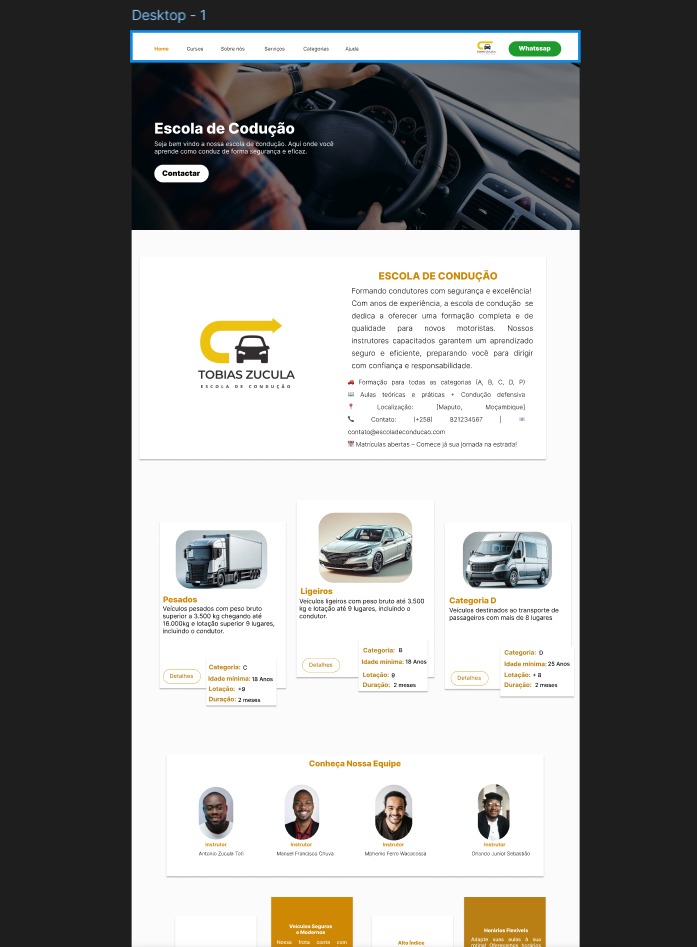 Desktop - 1
Home Cursos Sobre nós Serviços Categorias Ajuda
Whatssap
Escola de Codução
Seja bem vindo a nossa escola de condução. Aqui onde você
aprende como conduz de forma segurança e eficaz.
Contactar
ESCOLA DE CONDUÇÃO
Formando condutores com segurança e excelência!
Com anos de experiência, a escola de condução se
dedica a oferecer uma formação completa e de
qualidade para novos motoristas. Nossos
instrutores capacitados garantem um aprendizado
seguro e eficiente, preparando você para dirigir
com confiança e responsabilidade.
TOBIAS ZUCULA
ESCOLA DE CONDUÇÃO
Formação para todas as categorias (A, B, C, D, P)
Aulas teóricas e práticas + Condução defensiva
Localização: [Maputo, Moçambique]
Contato: (+258) 821234567 |
contato@escoladeconducao.com
Matrículas abertas – Comece já sua jornada na estrada!
Pesados
Veículos pesados com peso bruto
superior a 3.500 kg chegando até
16.000kg e lotação superior 9 lugares,
incluindo o condutor.
Detalhes
Categoria: C
Idade mínima: 18 Anos
Lotação: +9
Duração: 2 meses
Ligeiros
Veículos ligeiros com peso bruto até 3.500
kg e lotação até 9 lugares, incluindo o
condutor.
Detalhes
Categoria: B
Idade mínima: 18 Anos
Lotação: 9
Duração: 2 meses
Categoria D
Veículos destinados ao transporte de
passageiros com mais de 8 lugares
Detalhes
Categoria: D
Idade mínima: 25 Anos
Lotação: + 8
Duração: 2 meses
Conheça Nossa Equipe
Instrutor Instrutor Instrutor Instrutor
Antonio Zucula Toti Manuel Francisco Chuva Momenio Ferro Wacacossa Orlando Junior Sebastião
Veículos Seguros
e Modernos
Nossa frota conta com
Alto Índice
Horários Flexíveis
Adapte suas aulas à sua
rotina! Oferecemos horários